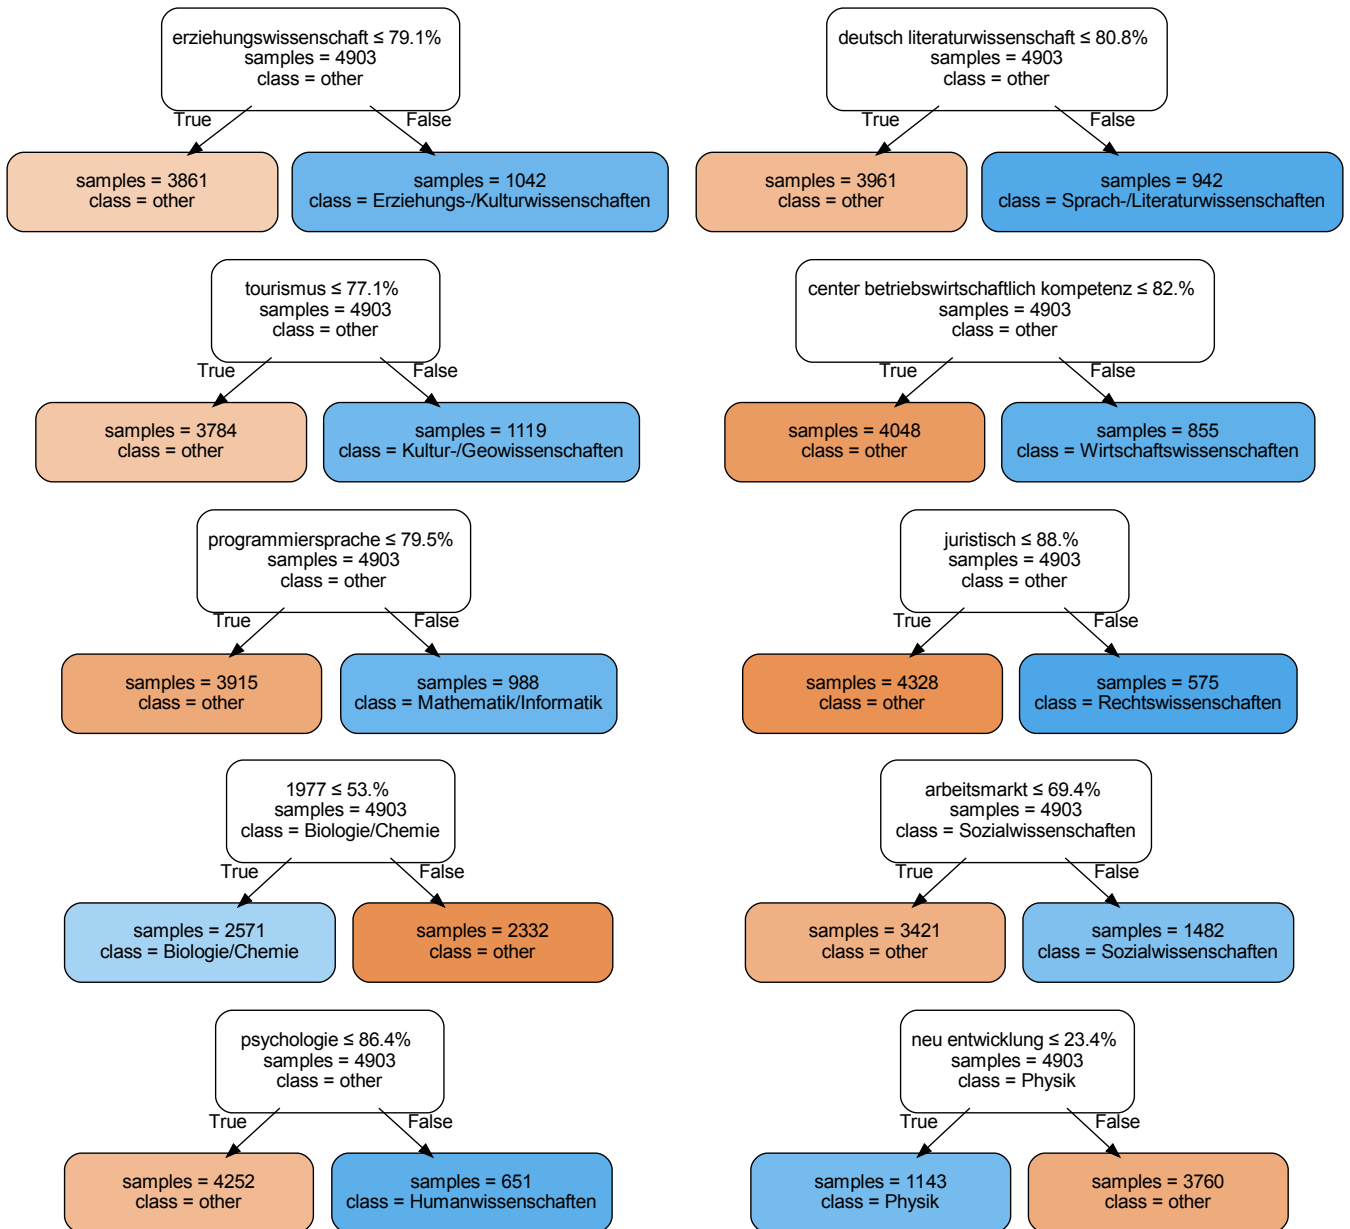 erziehungswissenschaft ≤ 79.1%
samples = 4903
class = other
True
False
samples = 3861
class = other
samples = 1042
class = Erziehungs-/Kulturwissenschaften
deutsch literaturwissenschaft ≤ 80.8%
samples = 4903
class = other
True
False
samples = 3961
class = other
samples = 942
class = Sprach-/Literaturwissenschaften
tourismus ≤ 77.1%
samples = 4903
class = other
True
False
samples = 3784
class = other
samples = 1119
class = Kultur-/Geowissenschaften
center betriebswirtschaftlich kompetenz ≤ 82.%
samples = 4903
class = other
True
False
samples = 4048
class = other
samples = 855
class = Wirtschaftswissenschaften
programmiersprache ≤ 79.5%
samples = 4903
class = other
True
False
samples = 3915
class = other
samples = 988
class = Mathematik/Informatik
juristisch ≤ 88.%
samples = 4903
class = other
True
False
samples = 4328
class = other
samples = 575
class = Rechtswissenschaften
1977 ≤ 53.%
samples = 4903
class = Biologie/Chemie
True
False
samples = 2571
class = Biologie/Chemie
samples = 2332
class = other
arbeitsmarkt ≤ 69.4%
samples = 4903
class = Sozialwissenschaften
True
False
samples = 3421
class = other
samples = 1482
class = Sozialwissenschaften
psychologie ≤ 86.4%
samples = 4903
class = other
True
False
samples = 4252
class = other
samples = 651
class = Humanwissenschaften
neu entwicklung ≤ 23.4%
samples = 4903
class = Physik
True
False
samples = 1143
class = Physik
samples = 3760
class = other